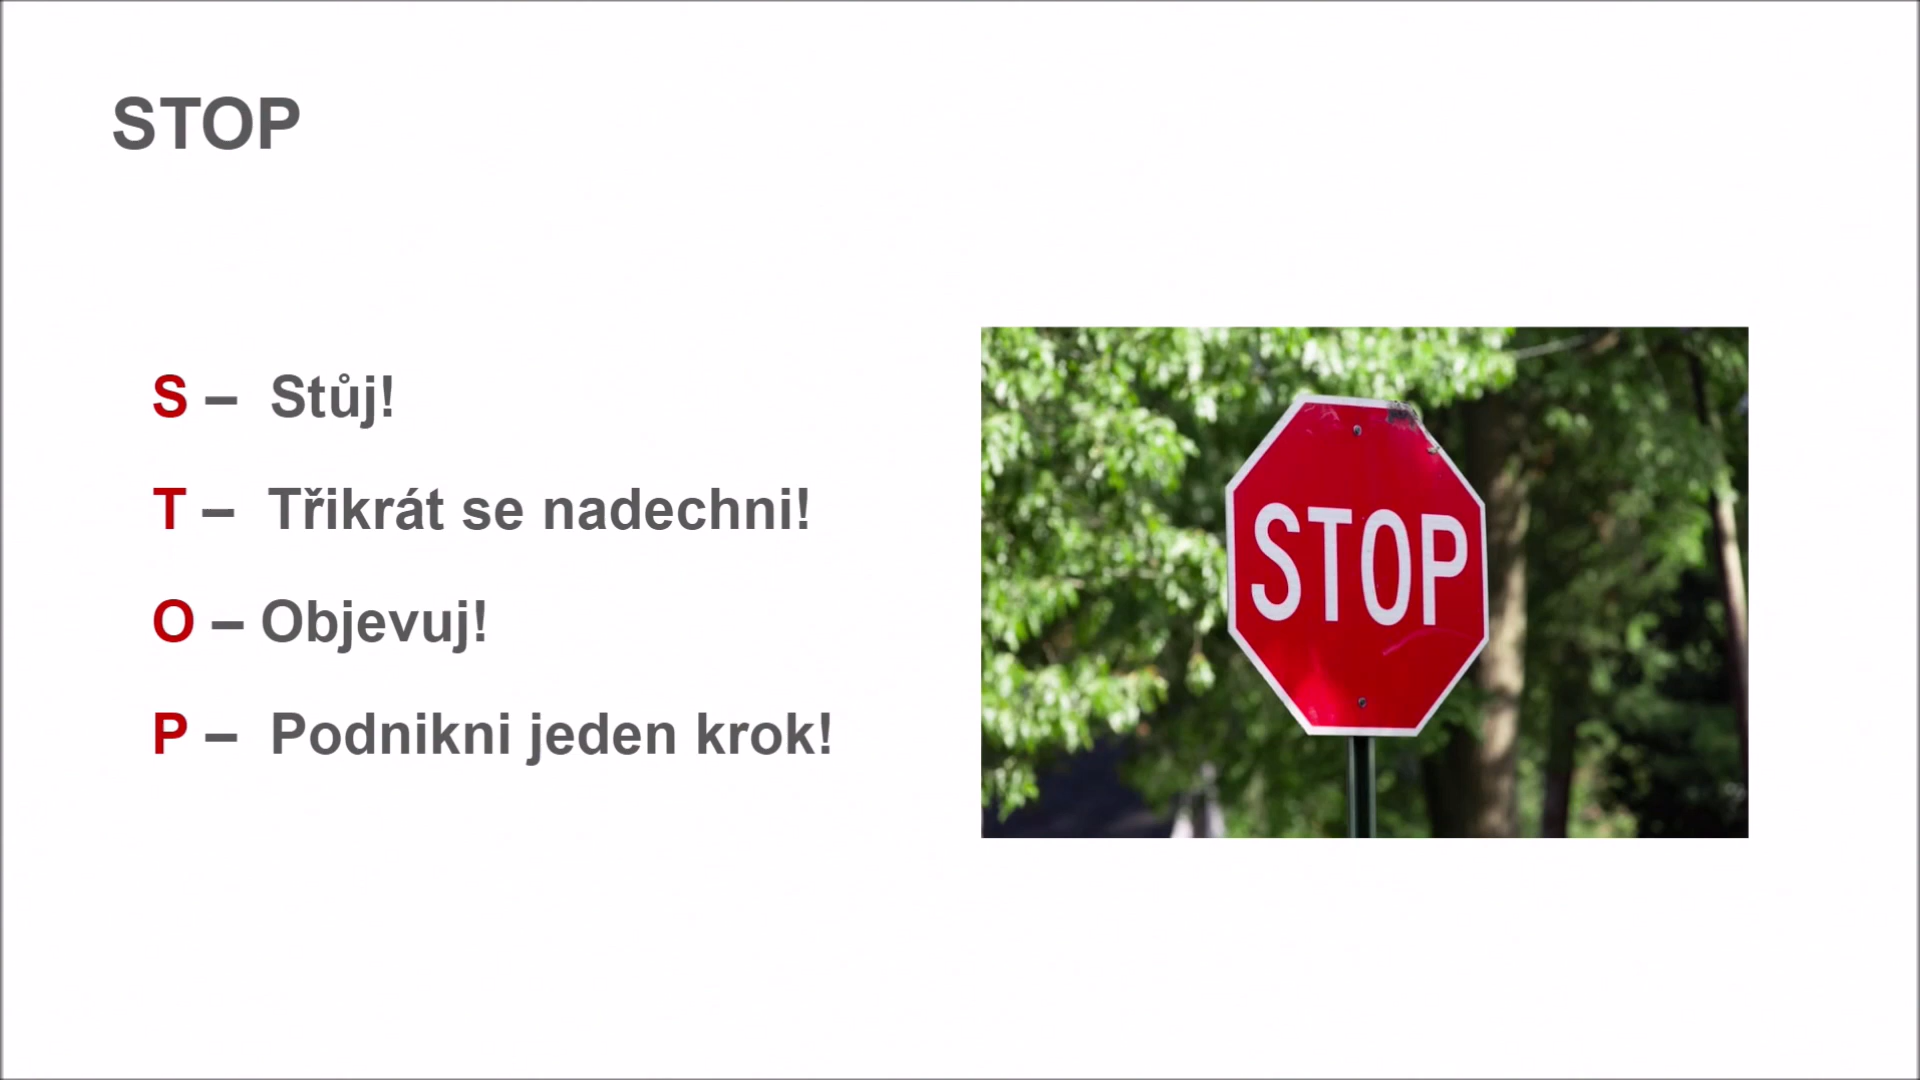 STOP
S – Stůj!
T – Třikrát se nadechni!
O – Objevuj!
P – Podnikni jeden krok!
STOP